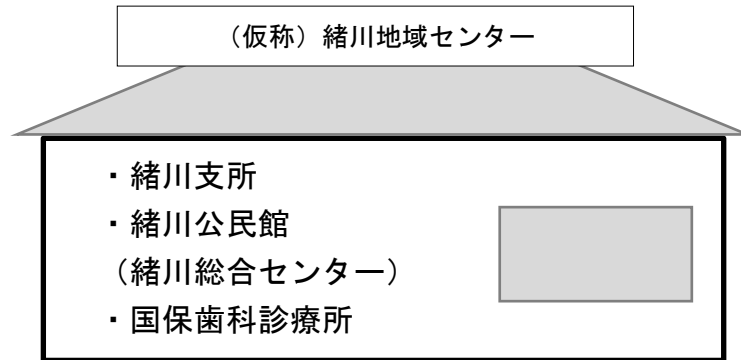 （仮称）緒川地域センター
・緒川支所
・緒川公民館
（緒川総合センター）
・国保歯科診療所